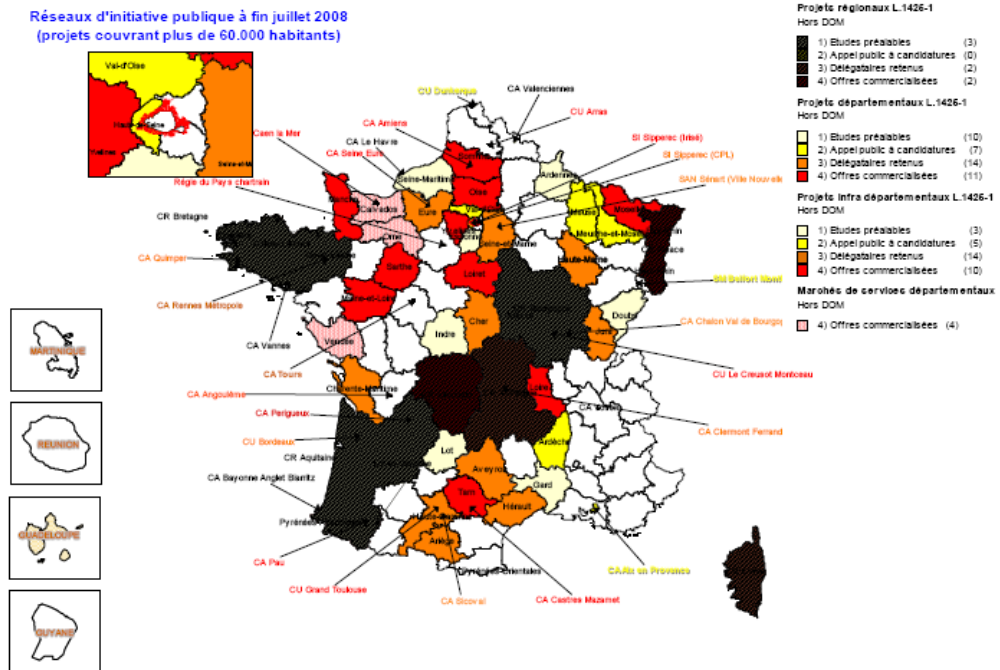 Réseaux d'initiative publique à fin juillet 2008
(projets couvrant plus de 60.000 habitants)
Projets régionaux L.1425-1
Hors DOM
1) Etudes préalables (3)
2) Appel public à candidatures (0)
3) Délégataires retenus (2)
4) Offres commercialisées (2)
Projets départementaux L.1425-1
Hors DOM
1) Etudes préalables (10)
2) Appel public à candidatures (7)
3) Délégataires retenus (14)
4) Offres commercialisées (11)
Projets infra départementaux L.1425-1
Hors DOM
1) Etudes préalables (3)
2) Appel public à candidatures (5)
3) Délégataires retenus (14)
4) Offres commercialisées (10)
Marchés de services départementaux
Hors DOM
4) Offres commercialisées (4)
Val-d'Oise
CU Dunkerque
CA Valenciennes
CU Arras
CA Amiens
Caen la Mer
CA Le Havre
CA Seine Eure
SI Sipperec (Irisé)
SI Sipperec (CPL)
SAN Sénart (Ville Nouvelle
Régie du Pays chartrain
Ardennes
Seine-Maritime
Somme
Oise
Eure
Manche
Calvados
Orne
Meuse
Moselle
Meurthe-et-Mose
Seine-et-Marne
Haute-Marne
CR Bretagne
CA Quimper
CA Rennes Métropole
CA Vannes
Sarthe
Maine-et-Loire
Loiret
Vendée
Cher
Indre
Doubs
Jura
SM Belfort Mont
CA Chalon Val de Bourgog
CU Le Creusot Montceau
CA Tours
CA Angoulême
Charente-Maritime
Loire
CA Clermont Ferrand
CA Perigueux
CU Bordeaux
CR Aquitaine
CA Bayonne Anglet Biarritz
Lot
Aveyron
Ardèche
Gard
Tarn
Hérault
Ariège
Pyrénées-Orientales
CA Pau
CU Grand Toulouse
CA Sicoval
CA Castres Mazamet
CA Aix en Provence
MARTINIQUE
REUNION
GUADELOUPE
GUYANE